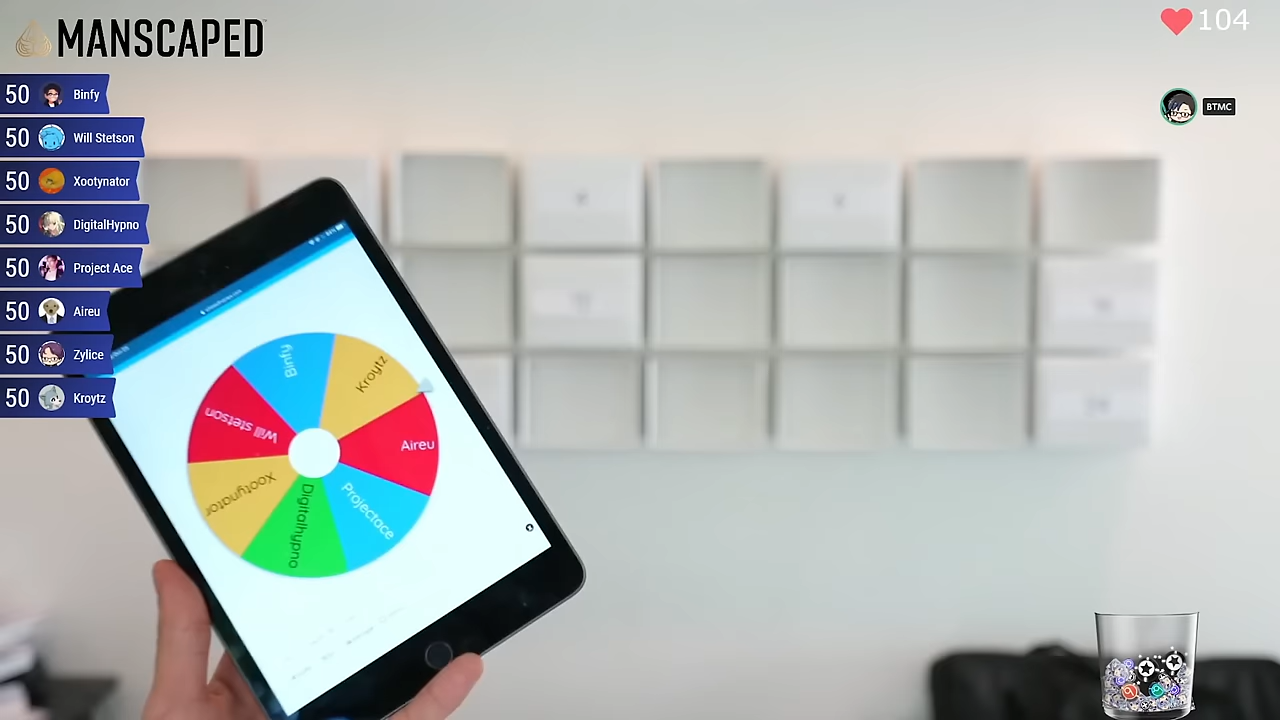 MANSCAPED
104
BTMC
50 Binfy
50 Will Stetson
50 Xootynator
50 DigitalHypno
50 Project Ace
50 Aireu
50 Zylice
50 Kroytz
Binfy
Kroytz
Will stetson
Aireu
Xootynator
Digitalhypno
Projectace